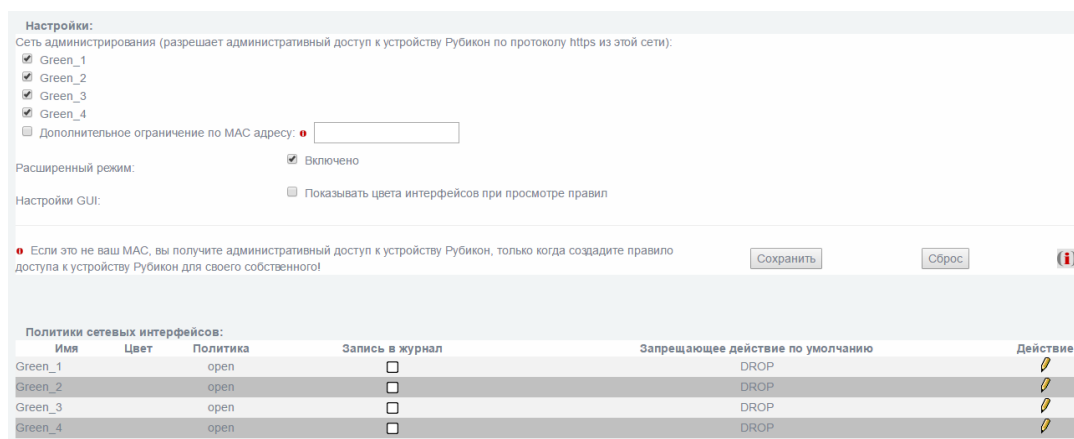 Настройки:
Сеть администрирования (разрешает административный доступ к устройству Рубикон по протоколу https из этой сети):
Green_1
Green_2
Green_3
Green_4
Дополнительное ограничение по МАС адресу:
Расширенный режим: Включено
Настройки GUI: Показывать цвета интерфейсов при просмотре правил
Если это не ваш МАС, вы получите административный доступ к устройству Рубикон, только когда создадите правило
доступа к устройству Рубикон для своего собственного!
Сохранить Сброс
Политики сетевых интерфейсов:
Имя Цвет Политика Запись в журнал Запрещающее действие по умолчанию Действие
Green_1 open DROP
Green_2 open DROP
Green_3 open DROP
Green_4 open DROP